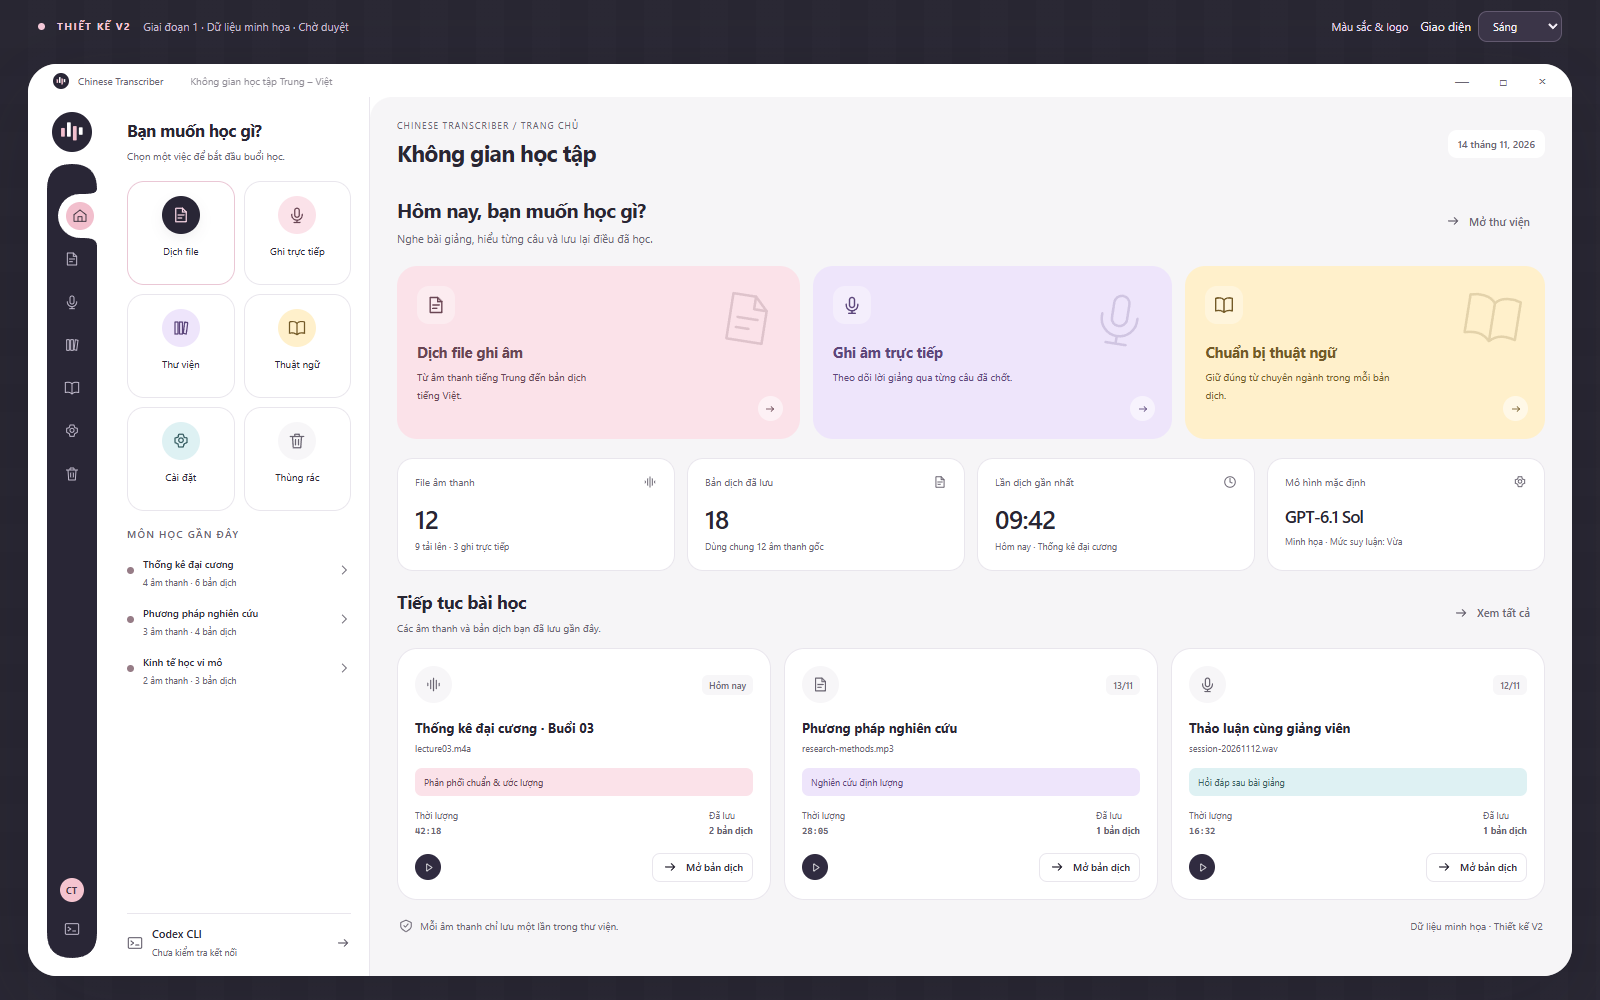 THIẾT KẾ V2
Giai đoạn 1 · Dữ liệu minh họa · Chờ duyệt
Màu sắc & logo
Giao diện
Sáng
Chinese Transcriber
Không gian học tập Trung – Việt
Bạn muốn học gì?
Chọn một việc để bắt đầu buổi học.
Dịch file
Ghi trực tiếp
Thư viện
Thuật ngữ
Cài đặt
Thùng rác
MÔN HỌC GẦN ĐÂY
Thống kê đại cương
4 âm thanh · 6 bản dịch
Phương pháp nghiên cứu
3 âm thanh · 4 bản dịch
Kinh tế học vi mô
2 âm thanh · 3 bản dịch
CT
Codex CLI
Chưa kiểm tra kết nối
CHINESE TRANSCRIBER / TRANG CHỦ
Không gian học tập
14 tháng 11, 2026
Hôm nay, bạn muốn học gì?
Nghe bài giảng, hiểu từng câu và lưu lại điều đã học.
Mở thư viện
Dịch file ghi âm
Từ âm thanh tiếng Trung đến bản dịch
tiếng Việt.
Ghi âm trực tiếp
Theo dõi lời giảng qua từng câu đã chốt.
Chuẩn bị thuật ngữ
Giữ đúng từ chuyên ngành trong mỗi bản
dịch.
File âm thanh
12
9 tải lên · 3 ghi trực tiếp
Bản dịch đã lưu
18
Dùng chung 12 âm thanh gốc
Lần dịch gần nhất
09:42
Hôm nay · Thống kê đại cương
Mô hình mặc định
GPT-6.1 Sol
Minh họa · Mức suy luận: Vừa
Tiếp tục bài học
Các âm thanh và bản dịch bạn đã lưu gần đây.
Xem tất cả
Hôm nay
Thống kê đại cương · Buổi 03
lecture03.m4a
Phân phối chuẩn & ước lượng
Thời lượng
Đã lưu
42:18
2 bản dịch
Mở bản dịch
13/11
Phương pháp nghiên cứu
research-methods.mp3
Nghiên cứu định lượng
Thời lượng
Đã lưu
28:05
1 bản dịch
Mở bản dịch
12/11
Thảo luận cùng giảng viên
session-20261112.wav
Hỏi đáp sau bài giảng
Thời lượng
Đã lưu
16:32
1 bản dịch
Mở bản dịch
Mỗi âm thanh chỉ lưu một lần trong thư viện.
Dữ liệu minh họa · Thiết kế V2